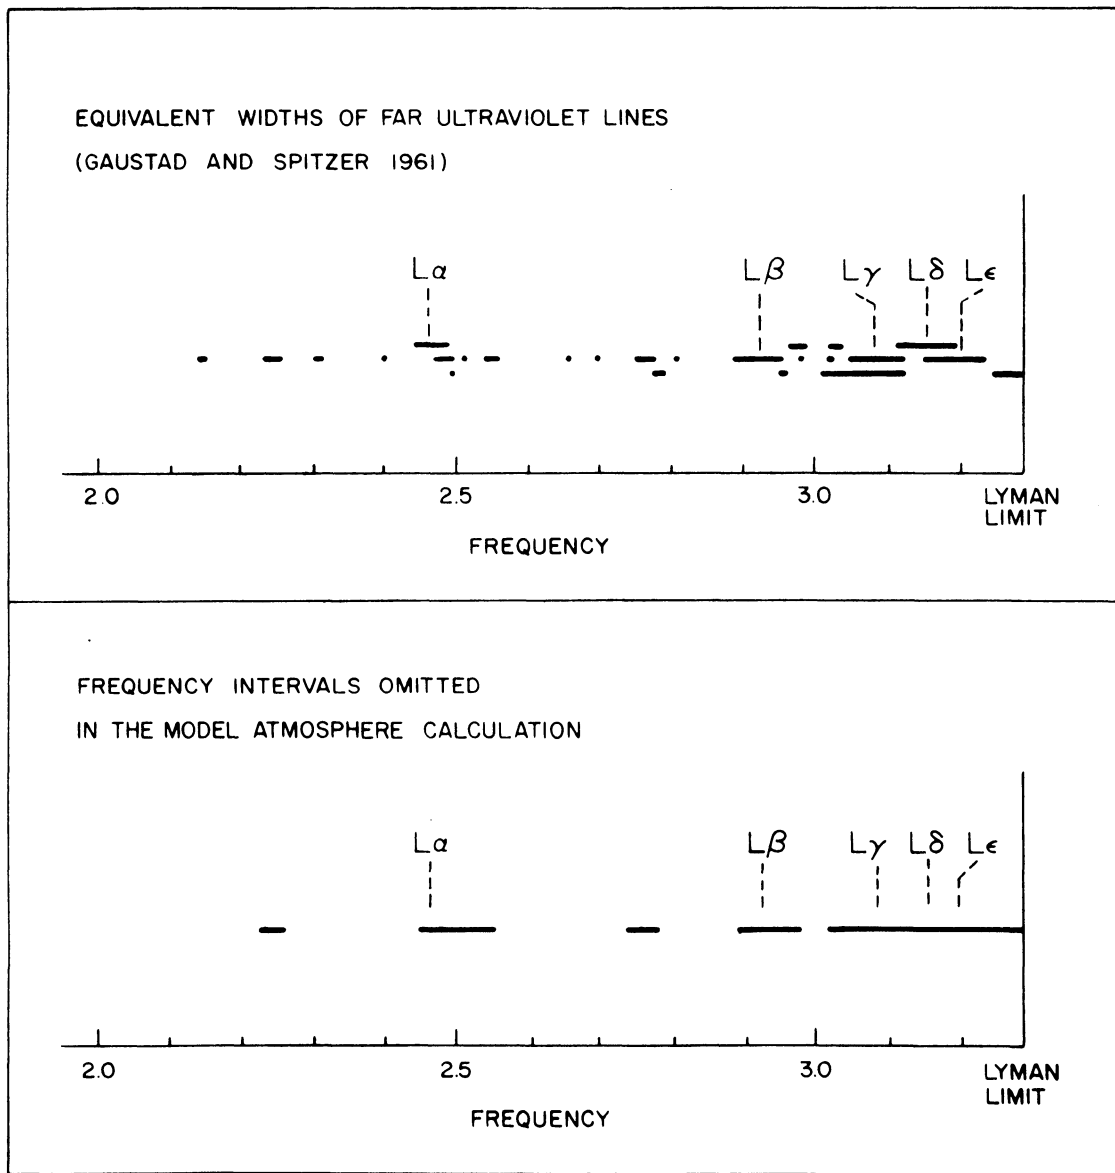 EQUIVALENT WIDTHS OF FAR ULTRAVIOLET LINES
(GAUSTAD AND SPITZER 1961)
Lα
Lβ
Lγ
Lδ
Lϵ
2.0
2.5
3.0
LYMAN
LIMIT
FREQUENCY
FREQUENCY INTERVALS OMITTED
IN THE MODEL ATMOSPHERE CALCULATION
Lα
Lβ
Lγ
Lδ
Lϵ
2.0
2.5
3.0
LYMAN
LIMIT
FREQUENCY